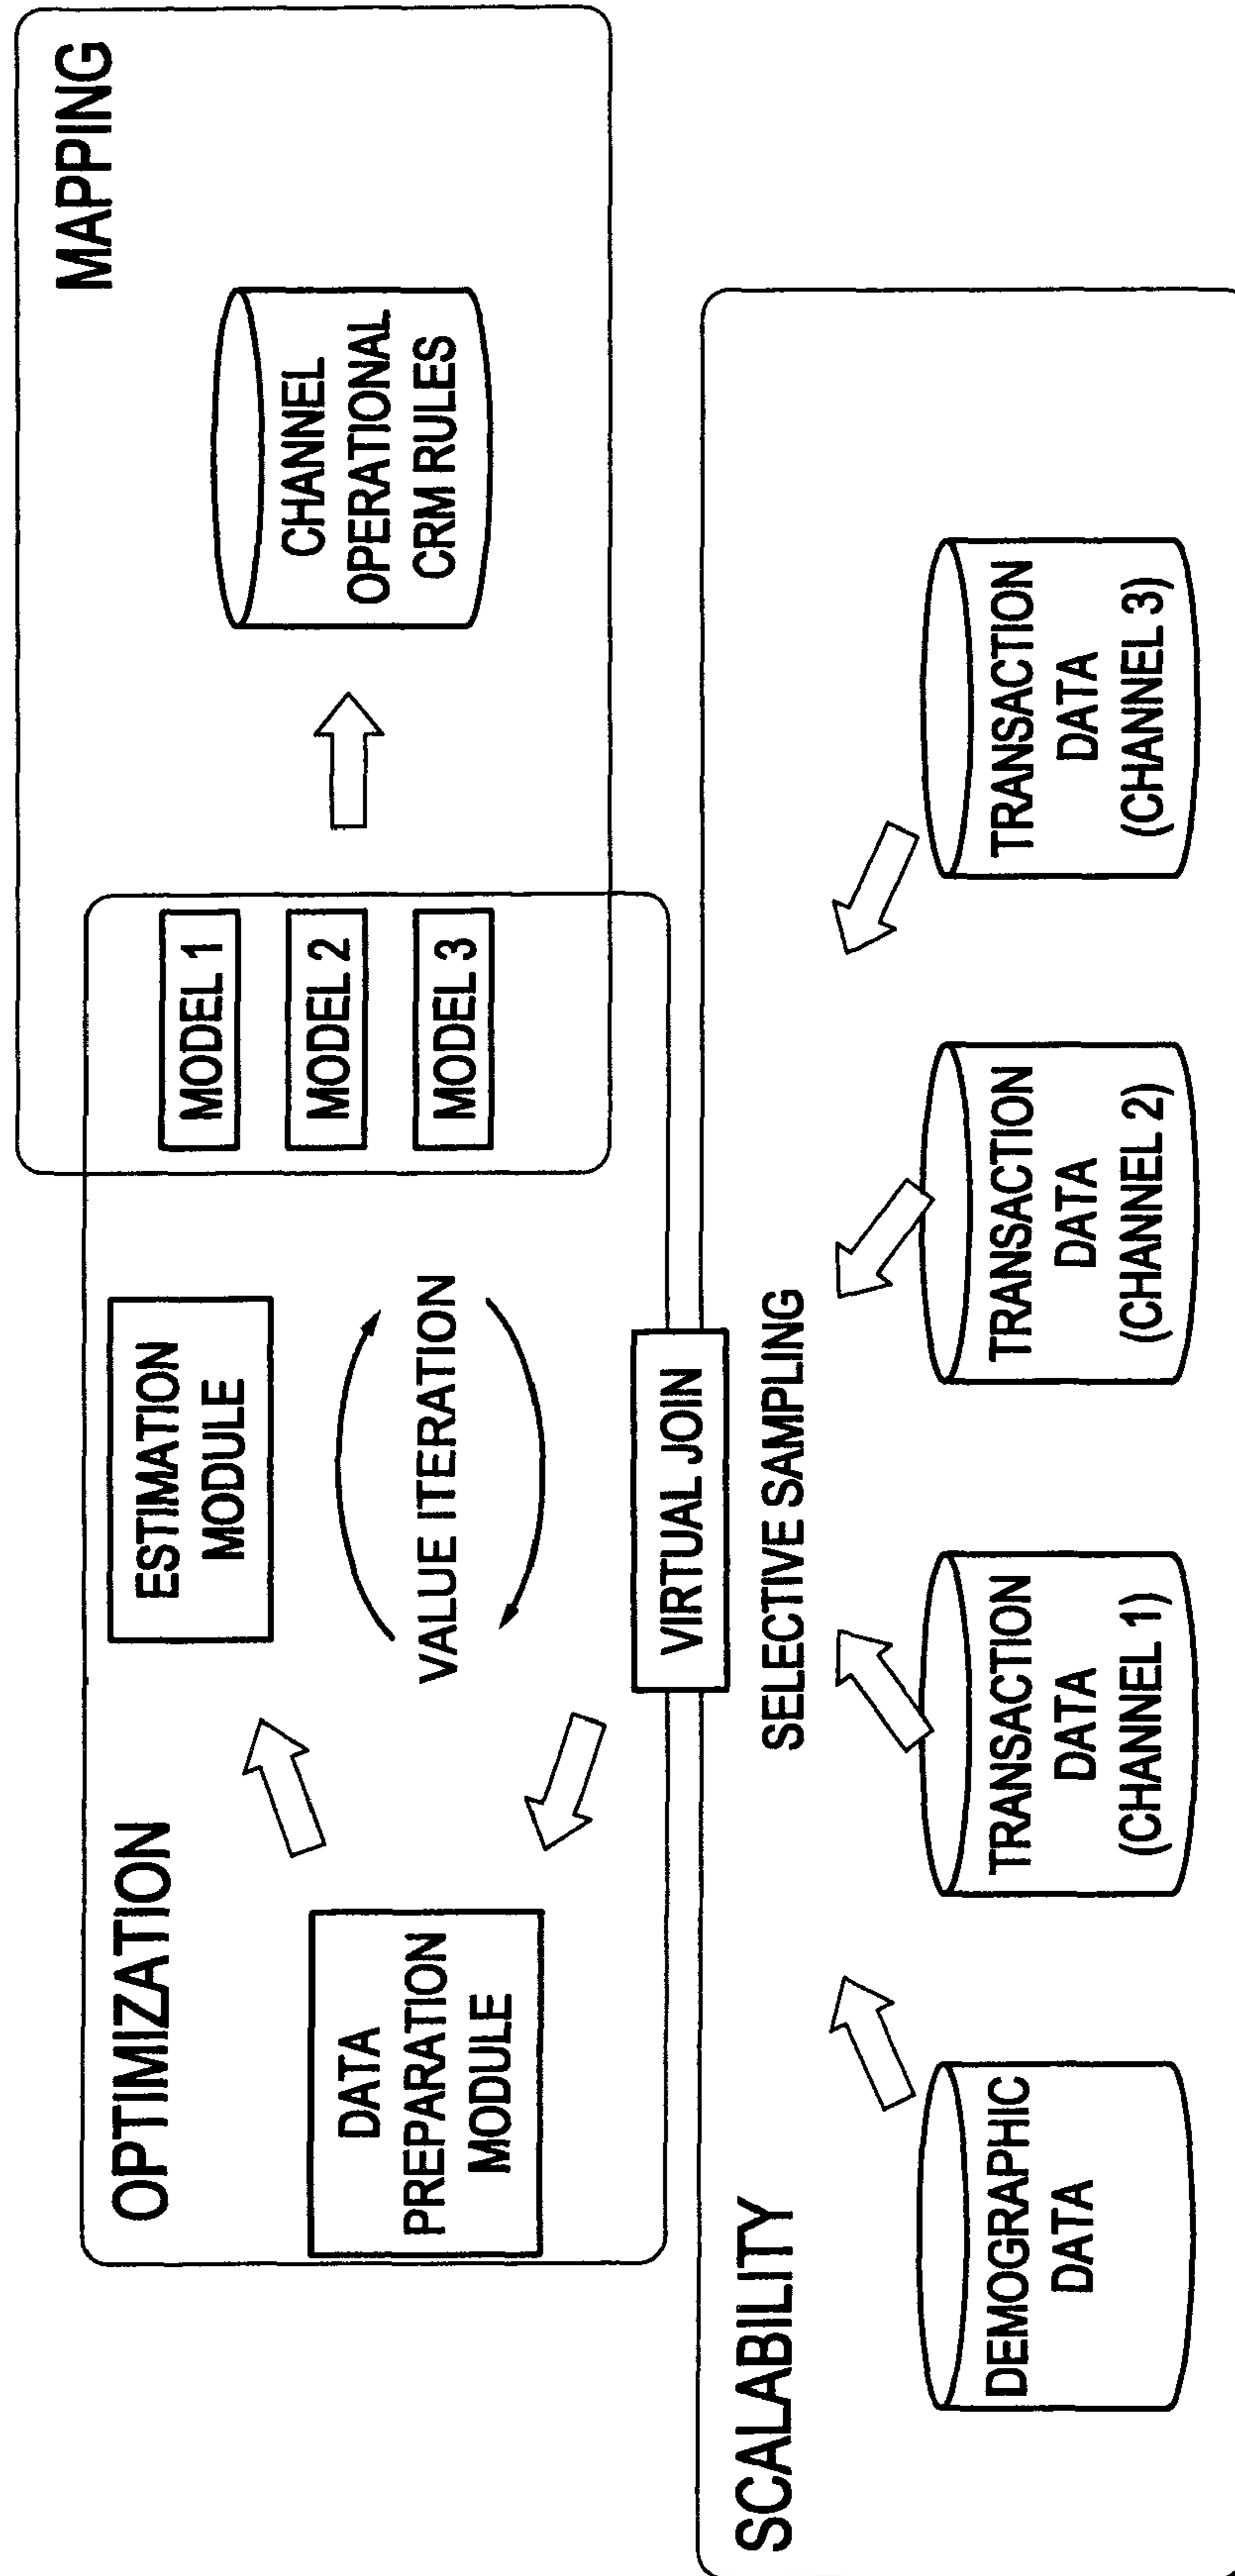 OPTIMIZATION
DATA
PREPARATION
MODULE
ESTIMATION
MODULE
VALUE ITERATION
MODEL 1
MODEL 2
MODEL 3
MAPPING
CHANNEL
OPERATIONAL
CRM RULES
VIRTUAL JOIN
SCALABILITY
SELECTIVE SAMPLING
DEMOGRAPHIC
DATA
TRANSACTION
DATA
(CHANNEL 1)
TRANSACTION
DATA
(CHANNEL 2)
TRANSACTION
DATA
(CHANNEL 3)